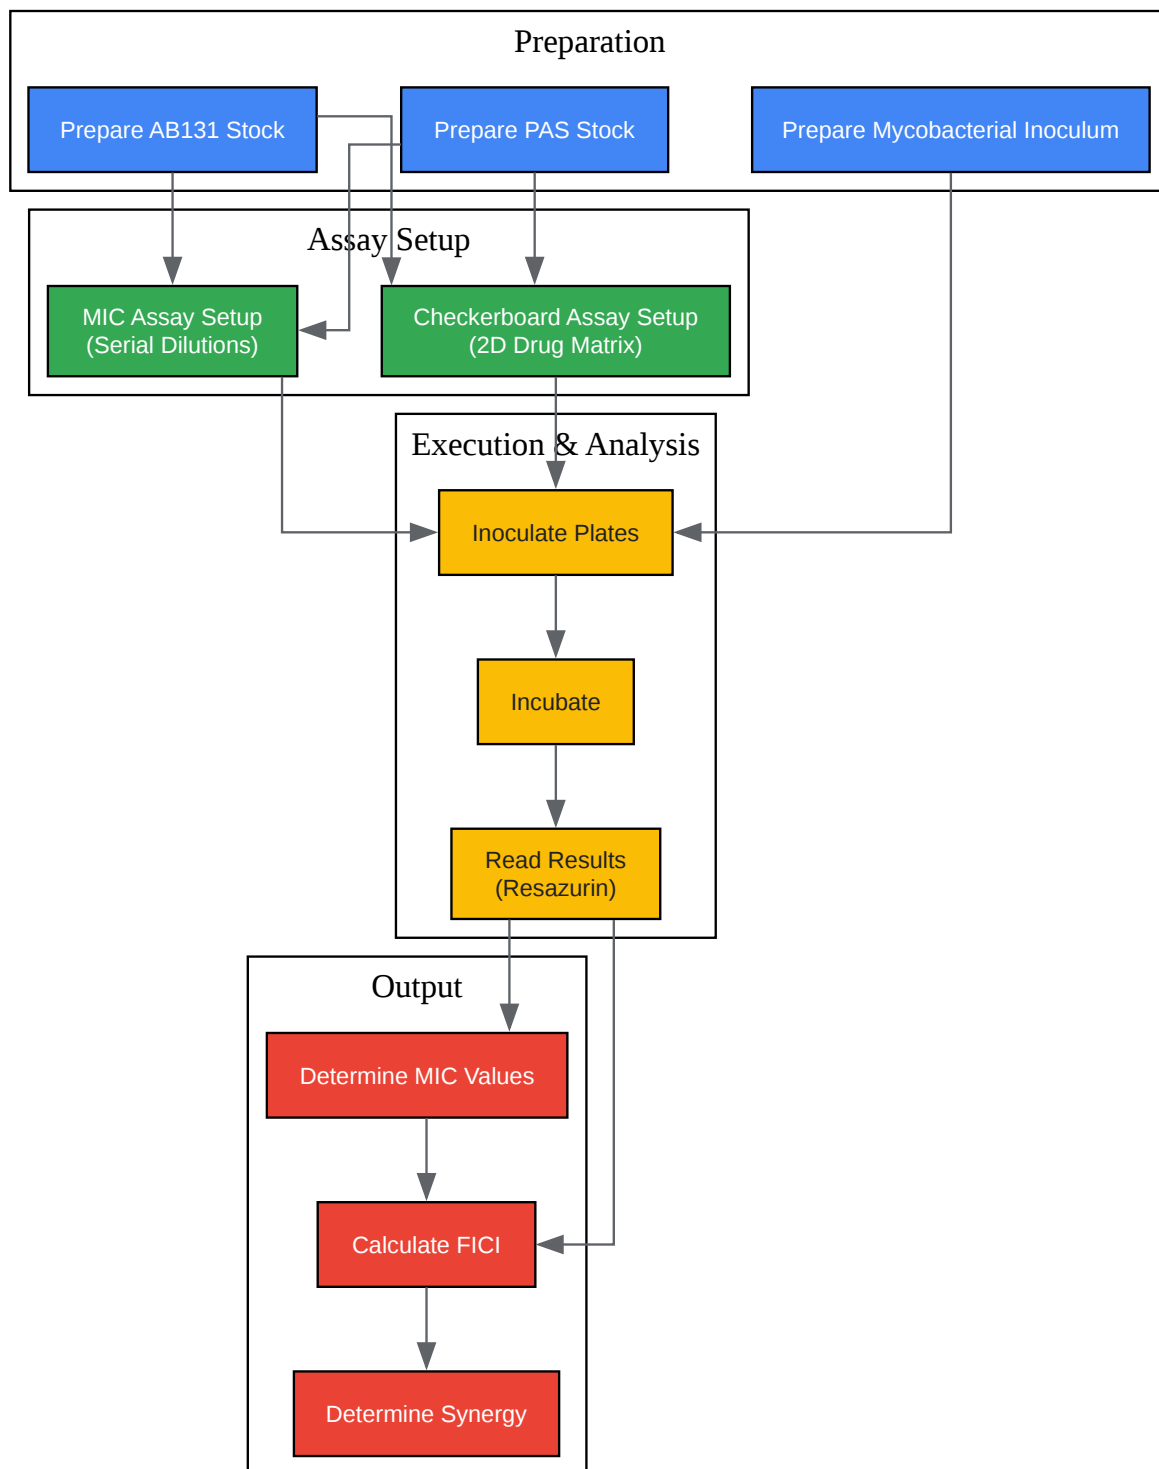 Preparation
Prepare AB131 Stock
Prepare PAS Stock
Prepare Mycobacterial Inoculum
Assay Setup
MIC Assay Setup
(Serial Dilutions)
Checkerboard Assay Setup
(2D Drug Matrix)
Execution & Analysis
Inoculate Plates
Incubate
Read Results
(Resazurin)
Output
Determine MIC Values
Calculate FICI
Determine Synergy